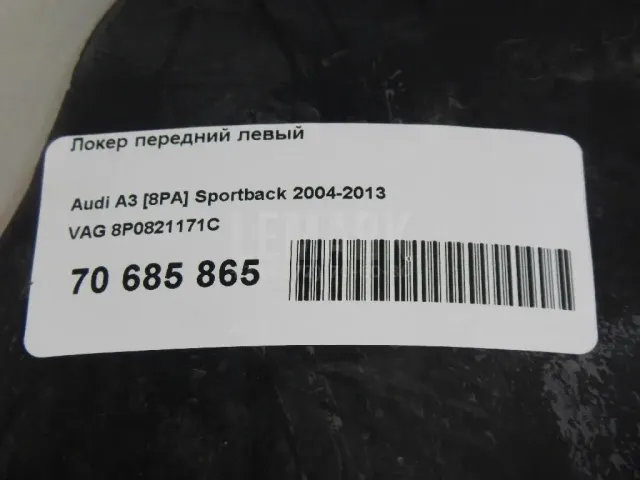 Локер передний левый
Audi A3 [8PA] Sportback 2004-2013
VAG 8P0821171C
70 685 865